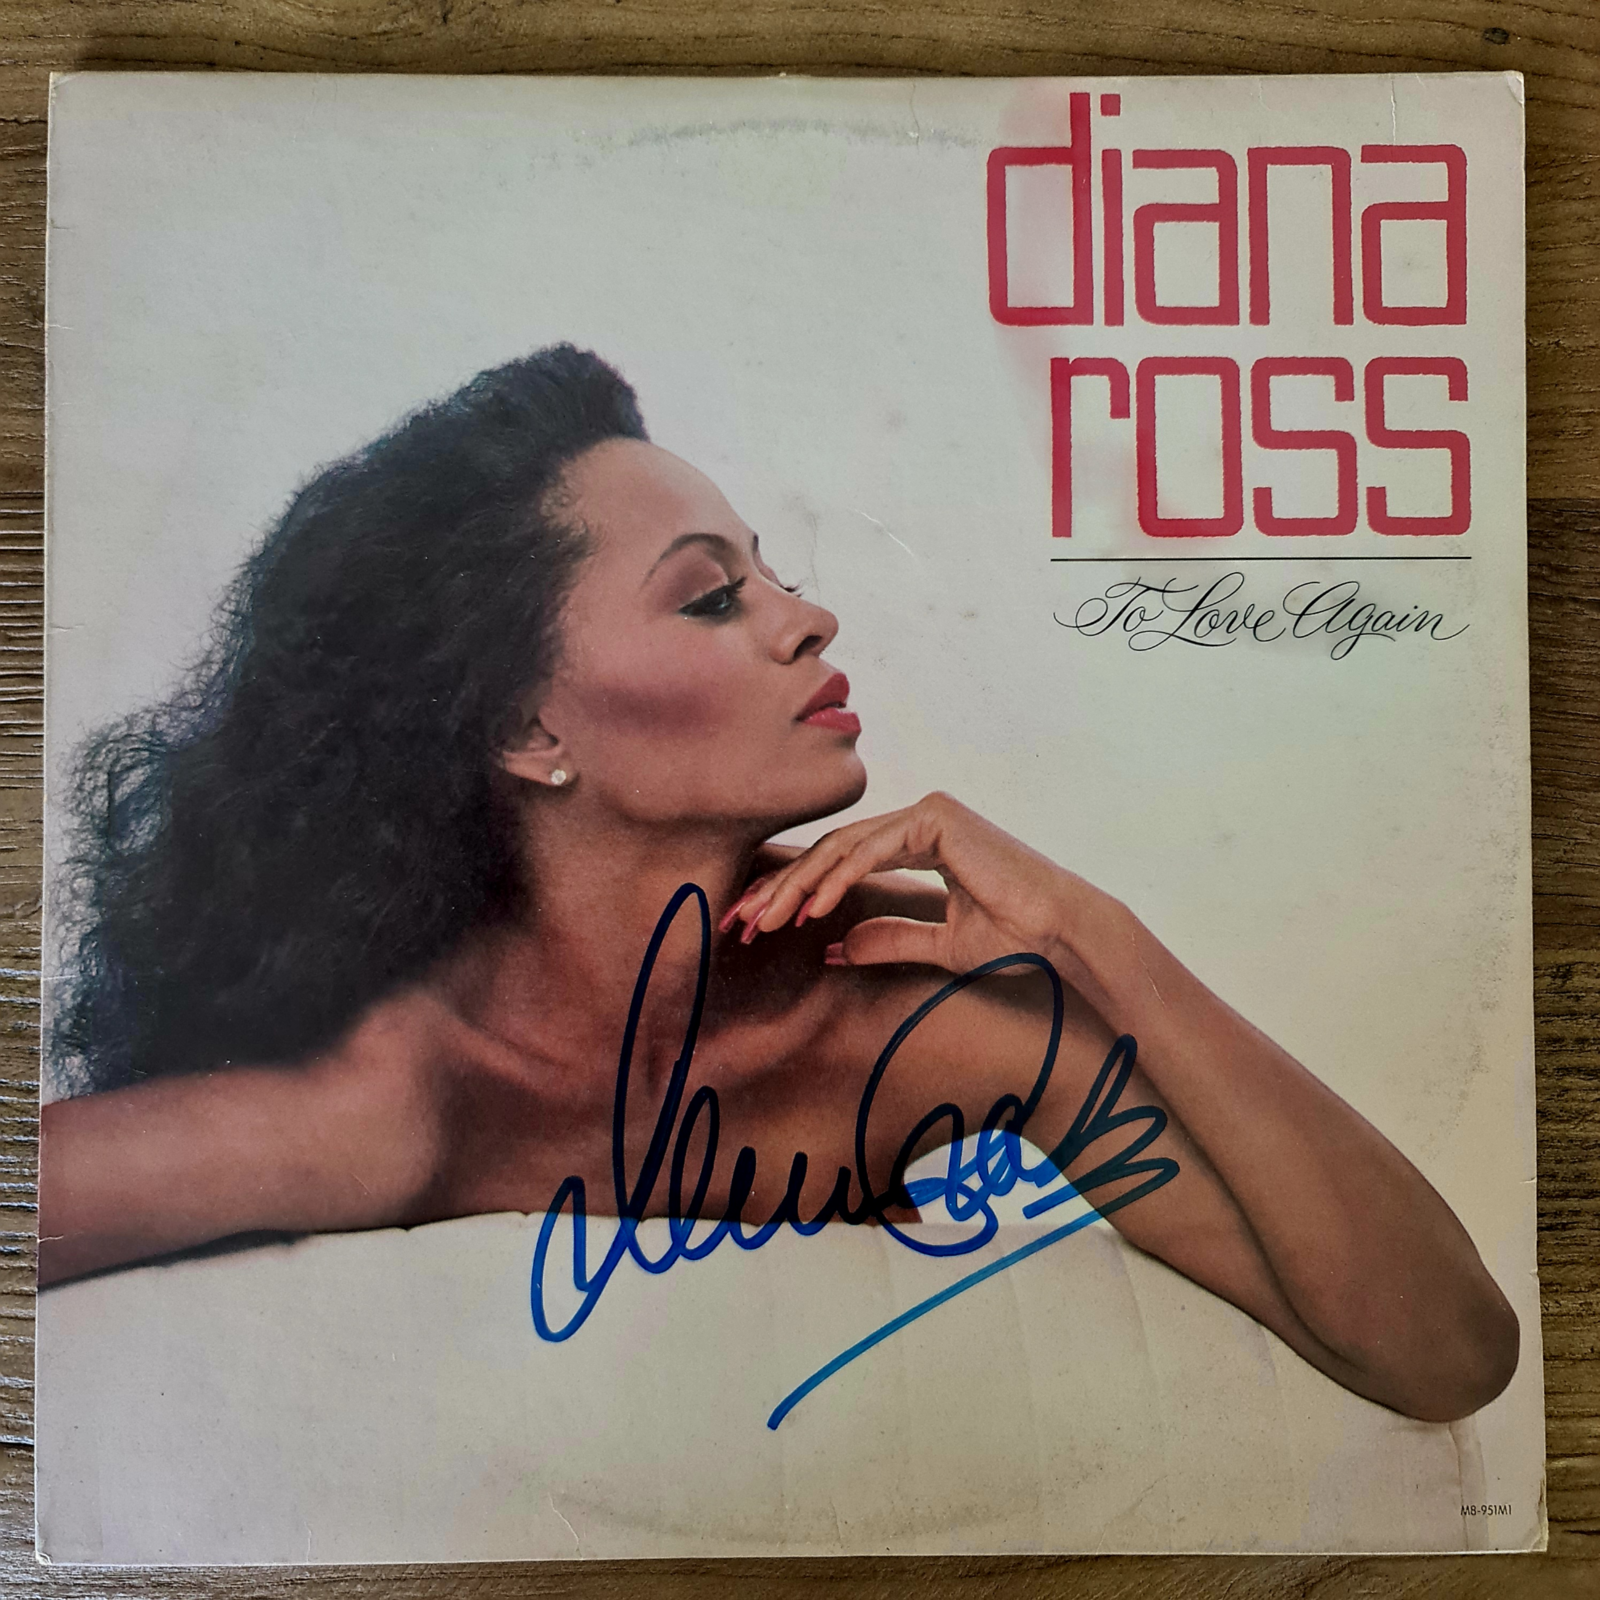 diana
ross
To Love Again
M8-951M1